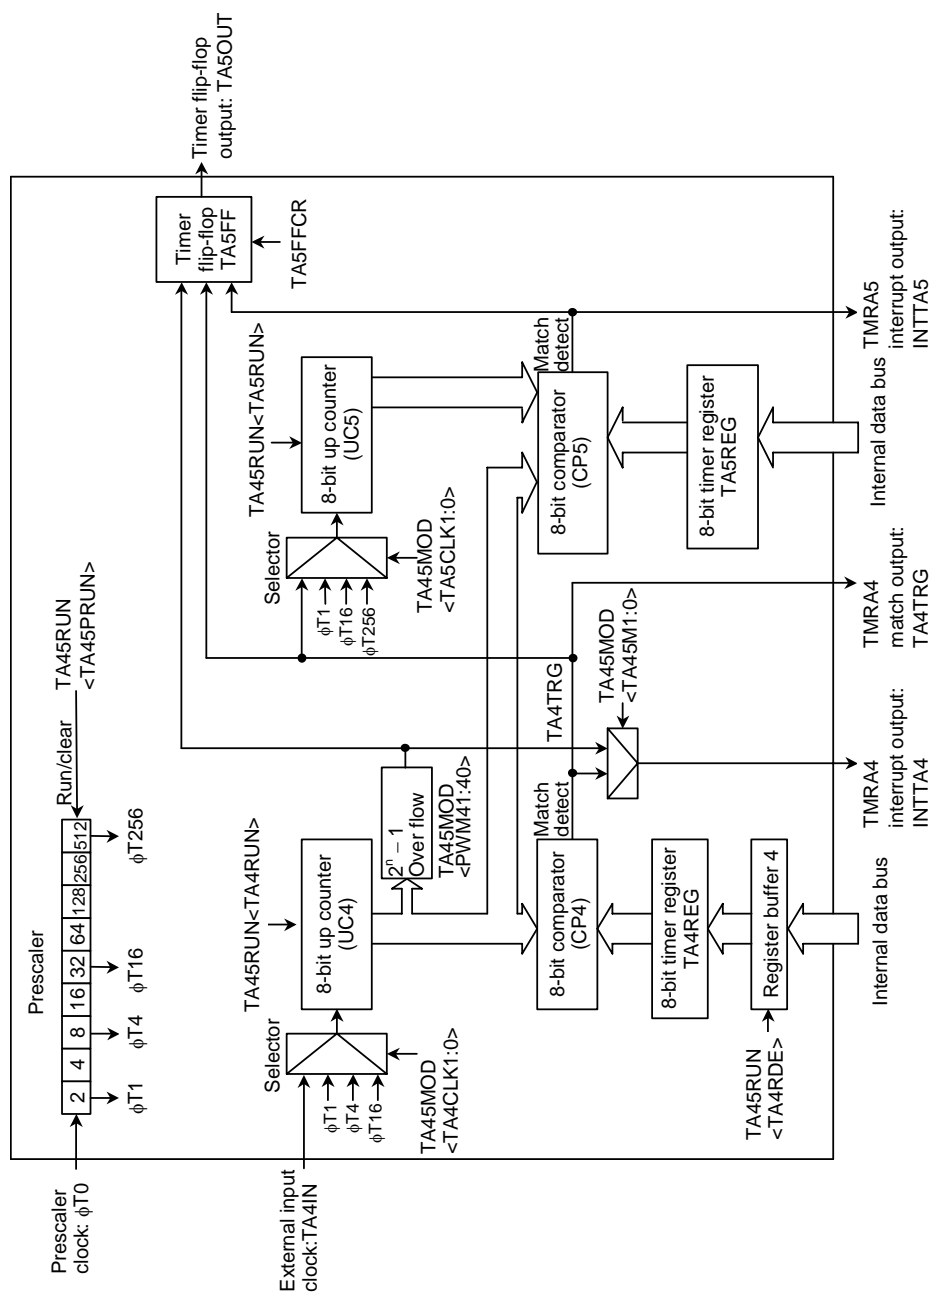 Prescaler
Prescaler
clock: ϕT0
2 4 8 16 32 64 128 256 512
Run/clear
TA45RUN
<TA45PRUN>
ϕT1
ϕT4
ϕT16
ϕT256
External input
clock:TA4IN
Selector
ϕT1
ϕT4
ϕT16
TA45MOD
<TA4CLK1:0>
TA45RUN<TA4RUN>
8-bit up counter
(UC4)
2ⁿ − 1
Over flow
TA45MOD
<PWM41:40>
Selector
ϕT1
ϕT16
ϕT256
TA45MOD
<TA5CLK1:0>
TA45RUN<TA5RUN>
8-bit up counter
(UC5)
Timer
flip-flop
TA5FF
TA5FFCR
Timer flip-flop
output: TA5OUT
8-bit comparator
(CP4)
Match
detect
TA4TRG
TA45MOD
<TA45M1:0>
8-bit comparator
(CP5)
Match
detect
8-bit timer register
TA4REG
Register buffer 4
TA45RUN
<TA4RDE>
8-bit timer register
TA5REG
Internal data bus
TMRA4
interrupt output:
INTTA4
TMRA4
match output:
TA4TRG
Internal data bus
TMRA5
interrupt output:
INTTA5